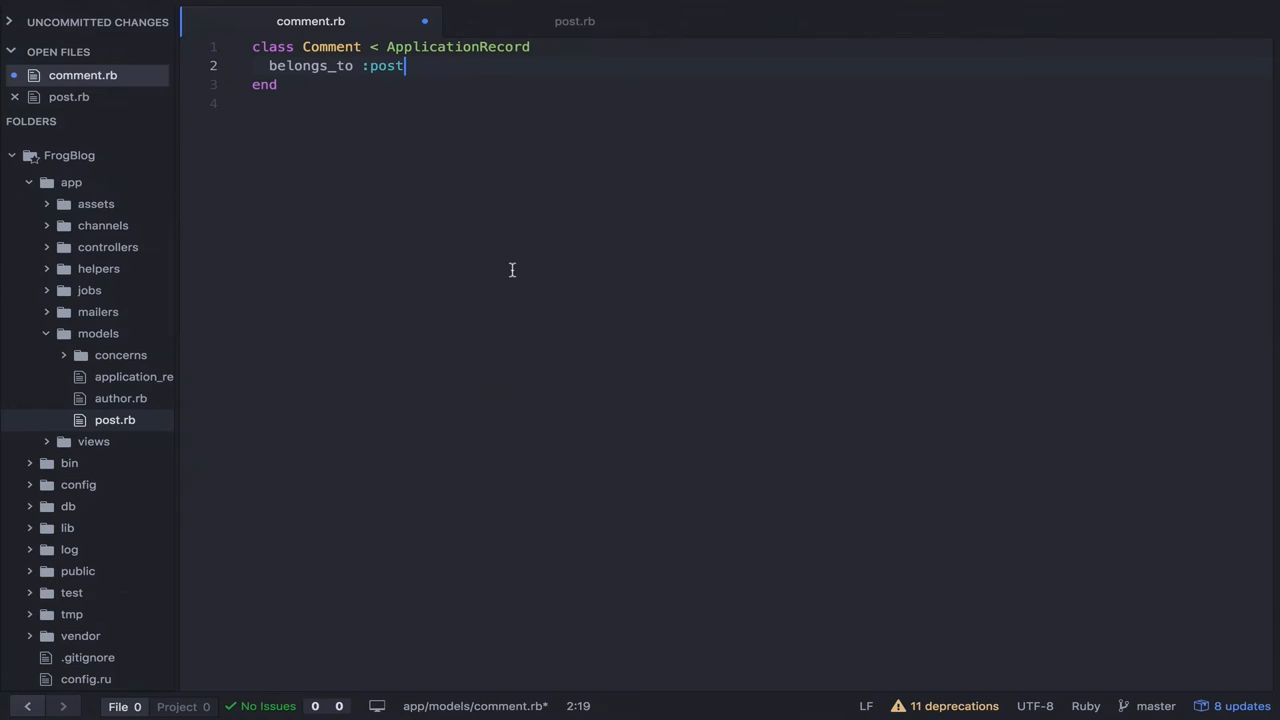 UNCOMMITTED CHANGES
OPEN FILES
comment.rb
post.rb
FOLDERS
FrogBlog
app
assets
channels
controllers
helpers
jobs
mailers
models
concerns
application_re
author.rb
post.rb
views
bin
config
db
lib
log
public
test
tmp
vendor
.gitignore
config.ru
comment.rb
post.rb
1 class Comment < ApplicationRecord
2 belongs_to :post
3 end
4
File 0 Project 0 No Issues 0 0 app/models/comment.rb* 2:19 LF 11 deprecations UTF-8 Ruby master 8 updates